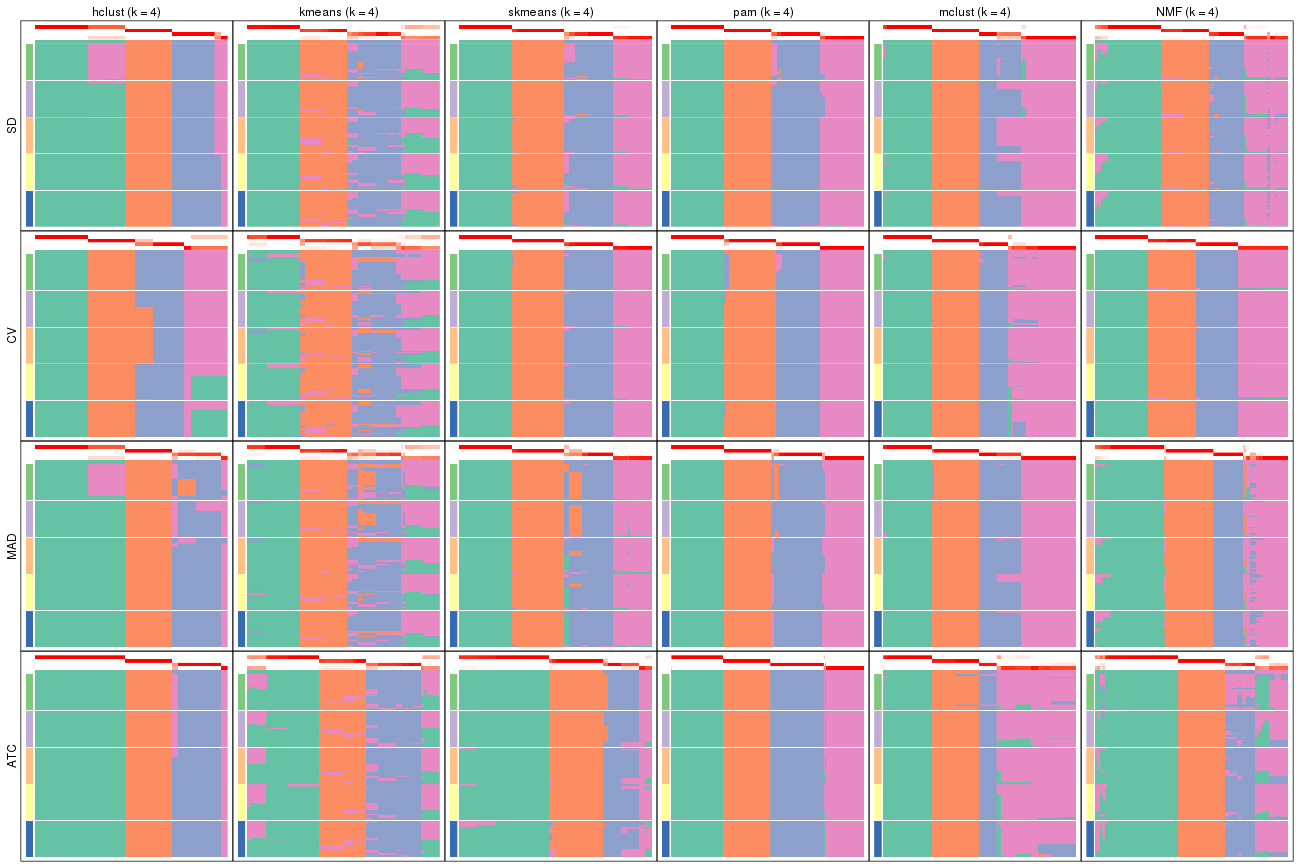 hclust (k = 4) kmeans (k = 4) skmeans (k = 4) pam (k = 4) mclust (k = 4) NMF (k = 4)
SD
CV
MAD
ATC